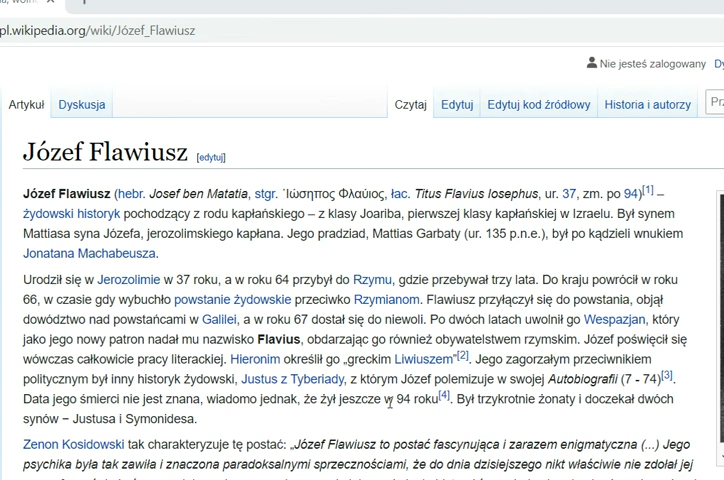 pl.wikipedia.org/wiki/Józef_Flawiusz
Nie jesteś zalogowany
Artykuł Dyskusja Czytaj Edytuj Edytuj kod źródłowy Historia i autorzy
Józef Flawiusz [edytuj]
Józef Flawiusz (hebr. Josef ben Matatia, stgr. ᾿Ιώσηπος Φλαύιος, łac. Titus Flavius Iosephus, ur. 37, zm. po 94)[1] –
żydowski historyk pochodzący z rodu kapłańskiego – z klasy Joariba, pierwszej klasy kapłańskiej w Izraelu. Był synem
Mattiasa syna Józefa, jerozolimskiego kapłana. Jego pradziad, Mattias Garbaty (ur. 135 p.n.e.), był po kądzieli wnukiem
Jonatana Machabeusza.
Urodził się w Jerozolimie w 37 roku, a w roku 64 przybył do Rzymu, gdzie przebywał trzy lata. Do kraju powrócił w roku
66, w czasie gdy wybuchło powstanie żydowskie przeciwko Rzymianom. Flawiusz przyłączył się do powstania, objął
dowództwo nad powstańcami w Galilei, a w roku 67 dostał się do niewoli. Po dwóch latach uwolnił go Wespazjan, który
jako jego nowy patron nadał mu nazwisko Flavius, obdarzając go również obywatelstwem rzymskim. Józef poświęcił się
wówczas całkowicie pracy literackiej. Hieronim określił go „greckim Liwiuszem”[2]. Jego zagorzałym przeciwnikiem
politycznym był inny historyk żydowski, Justus z Tyberiady, z którym Józef polemizuje w swojej Autobiografii (7 - 74)[3].
Data jego śmierci nie jest znana, wiadomo jednak, że żył jeszcze w 94 roku[4]. Był trzykrotnie żonaty i doczekał dwóch
synów − Justusa i Symonidesa.
Zenon Kosidowski tak charakteryzuje tę postać: „Józef Flawiusz to postać fascynująca i zarazem enigmatyczna (...) Jego
psychika była tak zawiła i znaczona paradoksalnymi sprzecznościami, że do dnia dzisiejszego nikt właściwie nie zdołał jej